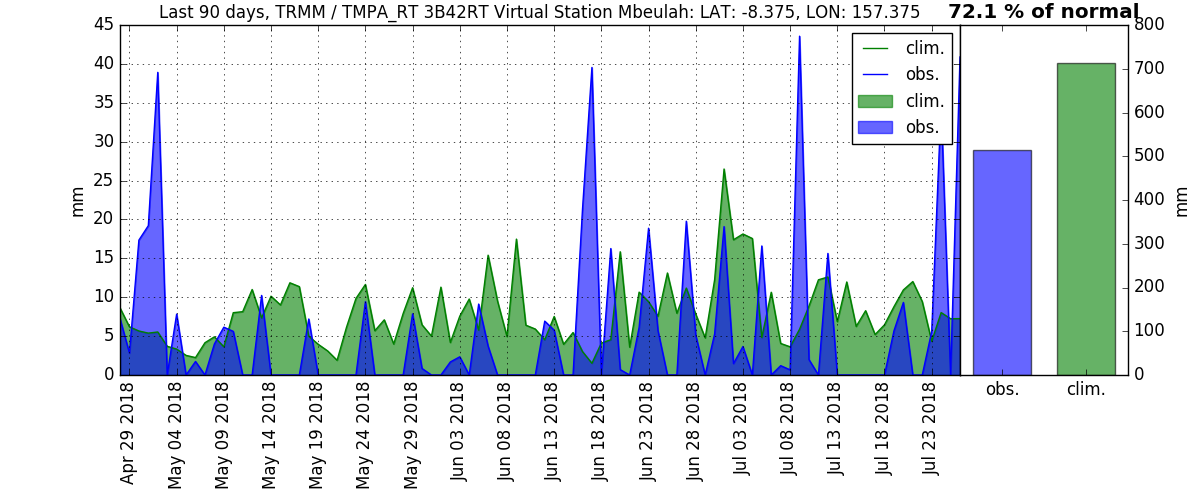 Last 90 days, TRMM / TMPA_RT 3B42RT Virtual Station Mbeulah: LAT: -8.375, LON: 157.375
72.1 % of normal
mm
45
40
35
30
25
20
15
10
5
0
clim.
obs.
clim.
obs.
Apr 29 2018
May 04 2018
May 09 2018
May 14 2018
May 19 2018
May 24 2018
May 29 2018
Jun 03 2018
Jun 08 2018
Jun 13 2018
Jun 18 2018
Jun 23 2018
Jun 28 2018
Jul 03 2018
Jul 08 2018
Jul 13 2018
Jul 18 2018
Jul 23 2018
obs.
clim.
800
700
600
500
400
300
200
100
0
mm